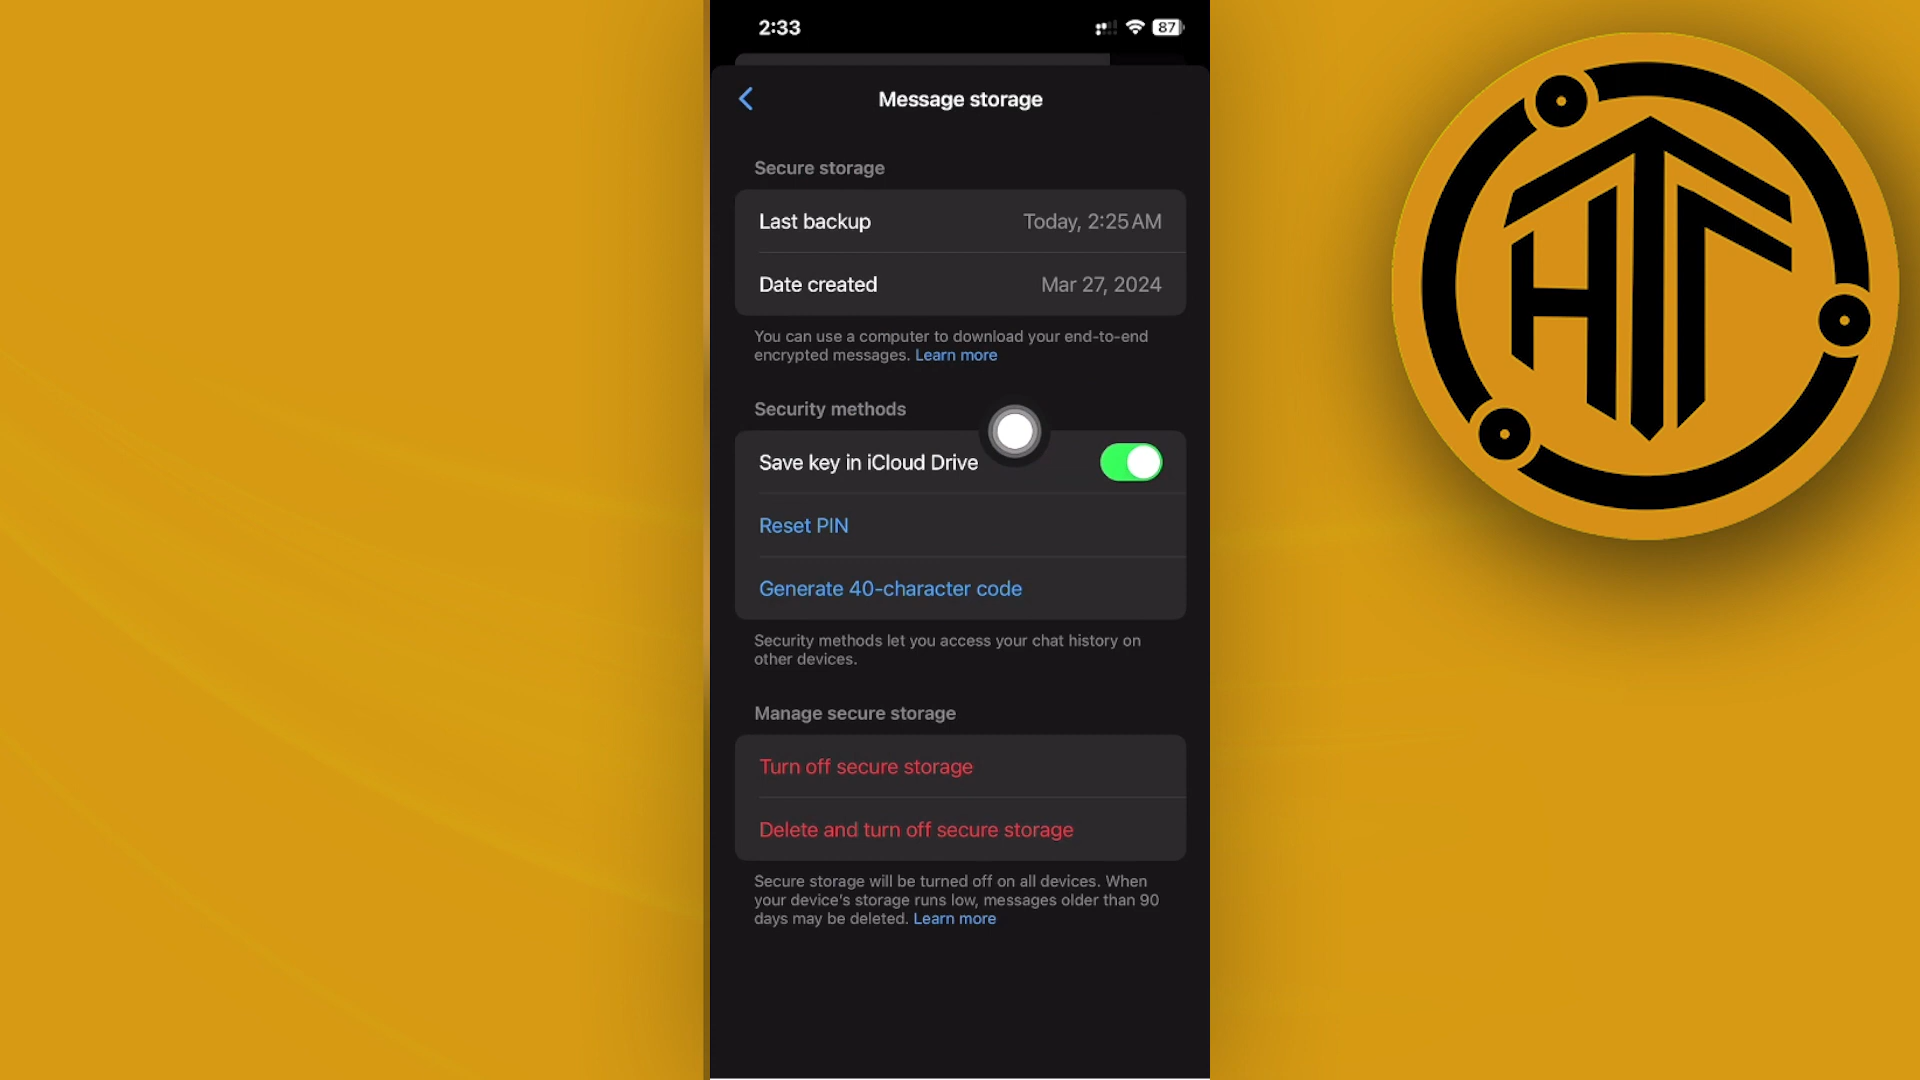 2:33
87
Message storage
Secure storage
Last backup Today, 2:25 AM
Date created Mar 27, 2024
You can use a computer to download your end-to-end
encrypted messages. Learn more
Security methods
Save key in iCloud Drive
Reset PIN
Generate 40-character code
Security methods let you access your chat history on
other devices.
Manage secure storage
Turn off secure storage
Delete and turn off secure storage
Secure storage will be turned off on all devices. When
your device's storage runs low, messages older than 90
days may be deleted. Learn more
HT